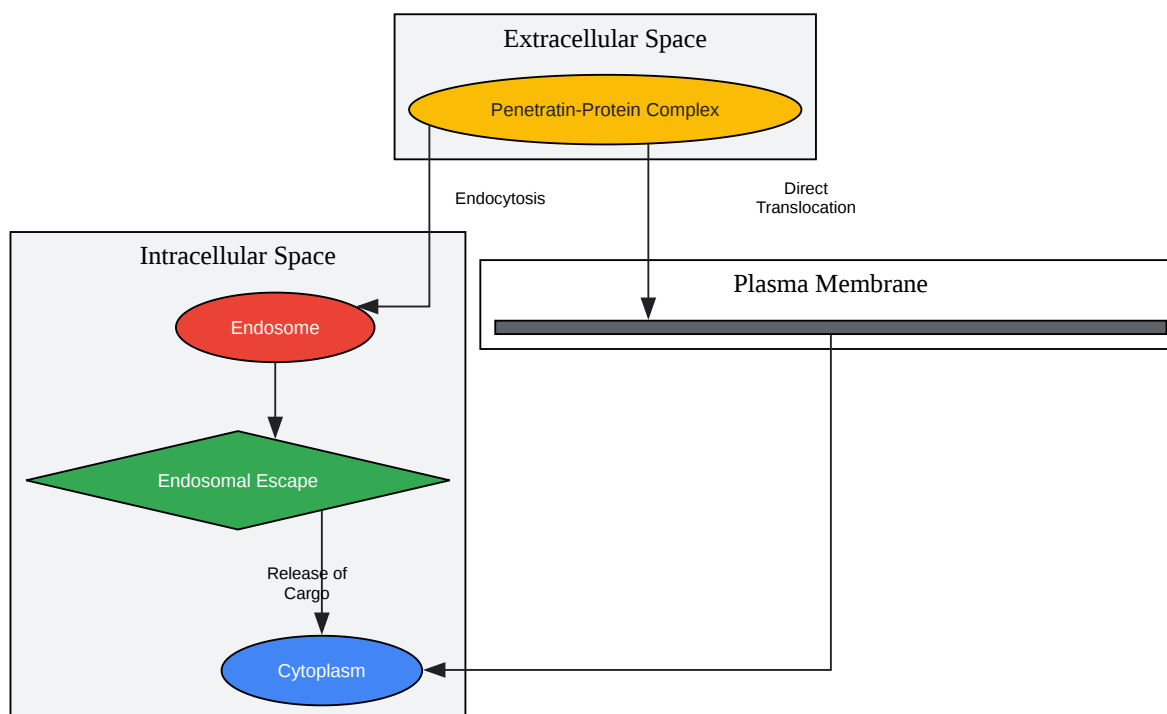 Extracellular Space
Penetratin-Protein Complex
Endocytosis
Direct
Translocation
Intracellular Space
Plasma Membrane
Endosome
Endosomal Escape
Release of
Cargo
Cytoplasm